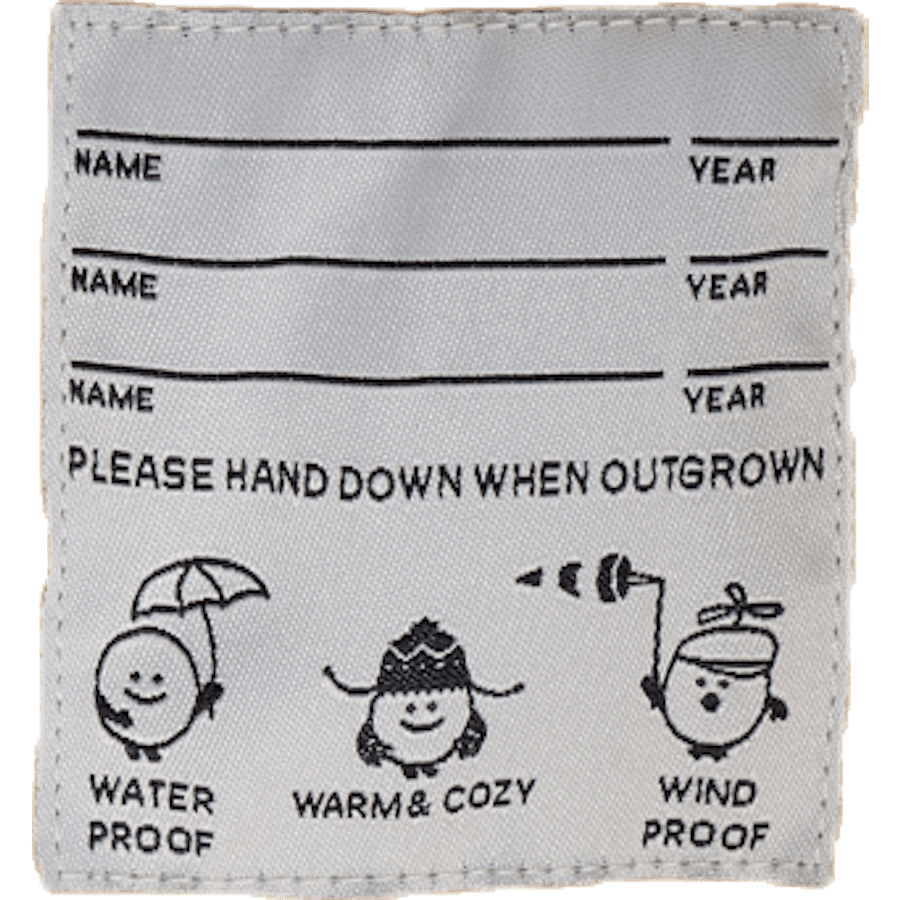 NAME YEAR
NAME YEAR
NAME YEAR
PLEASE HAND DOWN WHEN OUTGROWN
WATER PROOF
WARM & COZY
WIND PROOF